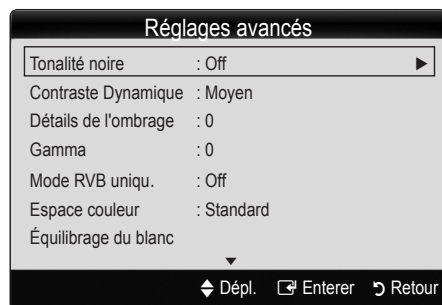 Réglages avancés
Tonalité noire : Off
Contraste Dynamique : Moyen
Détails de l'ombrage : 0
Gamma : 0
Mode RVB uniqu. : Off
Espace couleur : Standard
Équilibrage du blanc
Dépl. Enterer Retour